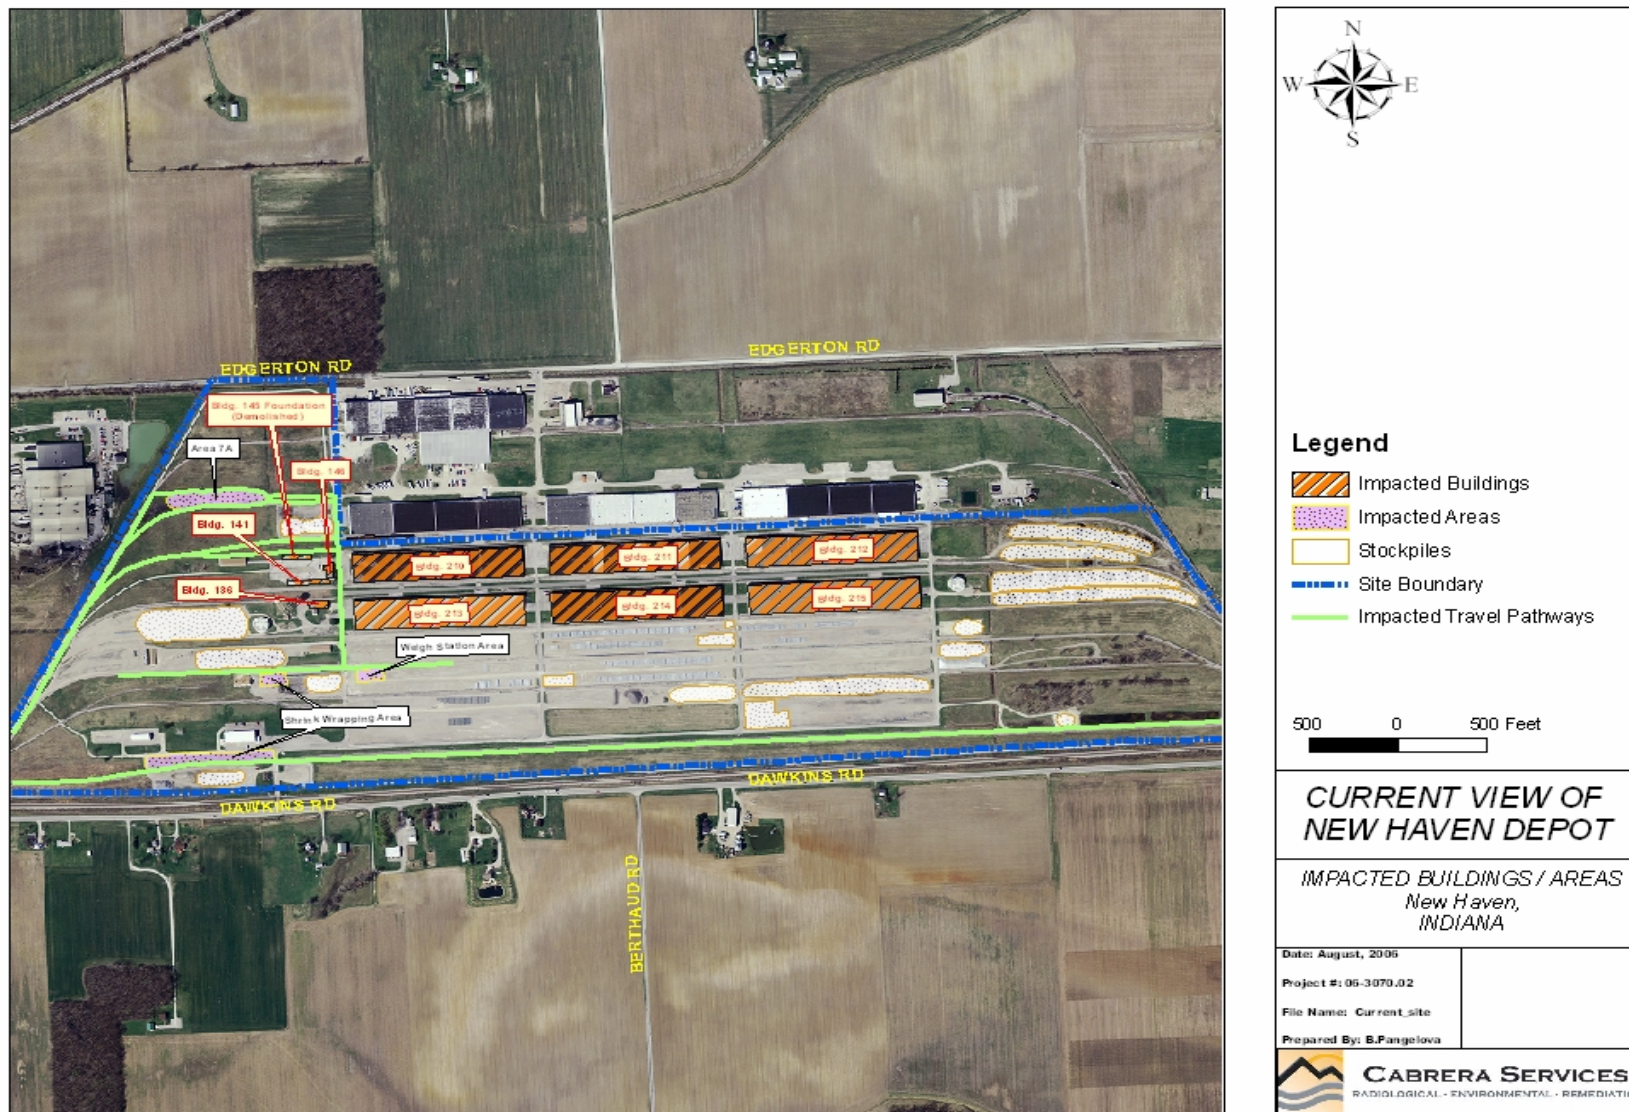 N
W E
S
EDGERTON RD
EDGERTON RD
Bldg. 145 Foundation
(Demolished)
Area 7A
Bldg. 146
Bldg. 141
Bldg. 210
Bldg. 211
Bldg. 212
Bldg. 136
Bldg. 213
Bldg. 214
Bldg. 215
Weigh Station Area
Shrink Wrapping Area
DAWKINS RD
DAWKINS RD
BERTHAUD RD
Legend
Impacted Buildings
Impacted Areas
Stockpiles
Site Boundary
Impacted Travel Pathways
500 0 500 Feet
CURRENT VIEW OF
NEW HAVEN DEPOT
IMPACTED BUILDINGS / AREAS
New Haven,
INDIANA
Date: August, 2006
Project #: 06-3070.02
File Name: Current_site
Prepared By: B.Pangelova
CABRERA SERVICES
RADIOLOGICAL · ENVIRONMENTAL · REMEDIATI